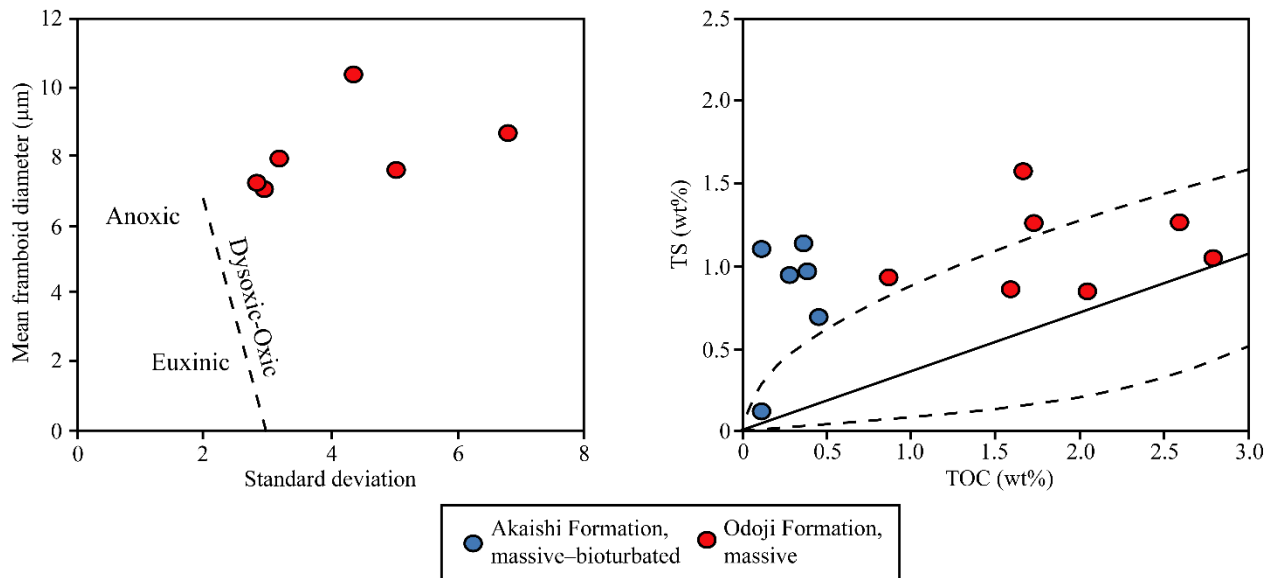 12
10
8
6
4
2
0
Mean framboid diameter (µm)
Anoxic
Euxinic
Dysoxic-Oxic
0
2
4
6
8
Standard deviation
2.5
2.0
1.5
1.0
0.5
0
TS (wt%)
0
0.5
1.0
1.5
2.0
2.5
3.0
TOC (wt%)
Akaishi Formation,
massive–bioturbated
Odoji Formation,
massive